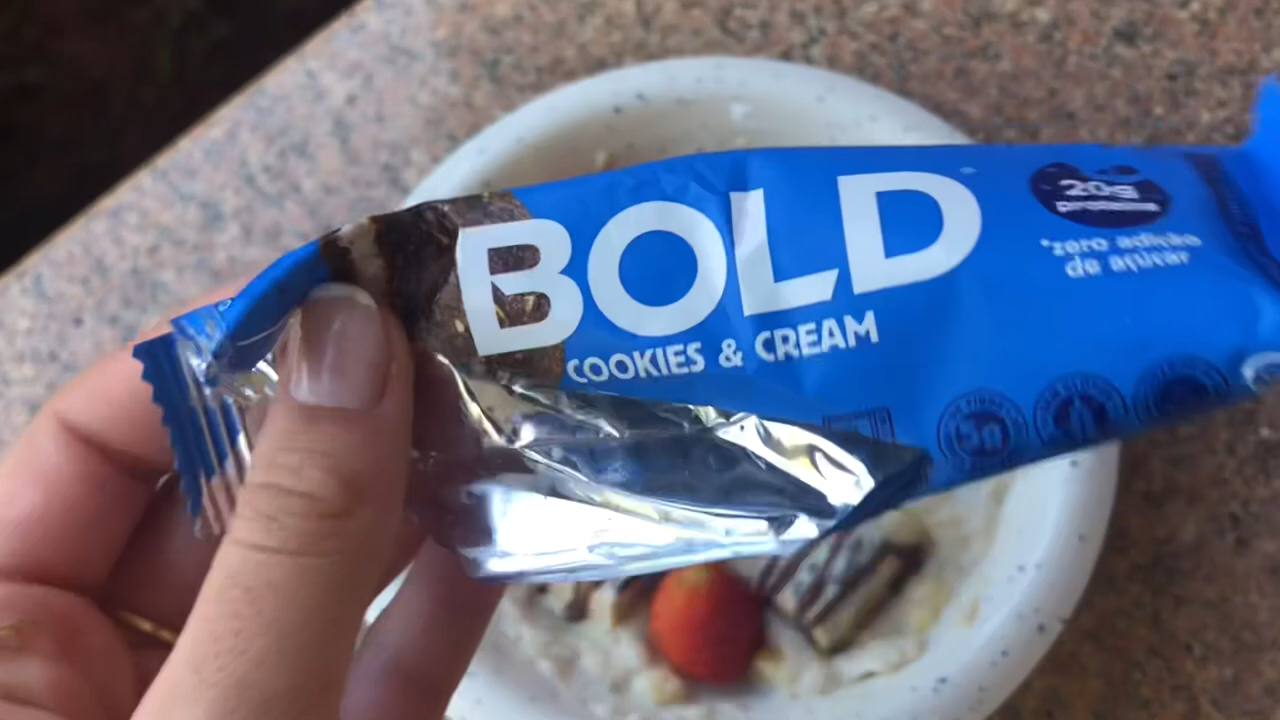 BOLD
COOKIES & CREAM
20g
proteína
*zero adição
de açúcar